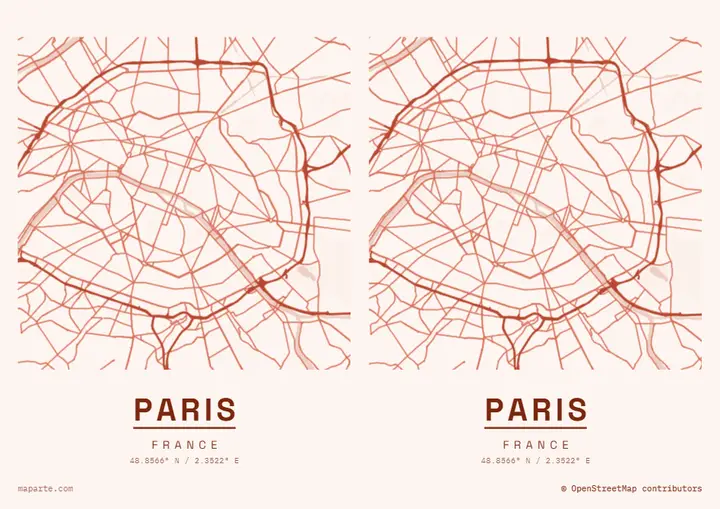 PARIS
FRANCE
48.8566° N / 2.3522° E
PARIS
FRANCE
48.8566° N / 2.3522° E
maparte.com
© OpenStreetMap contributors